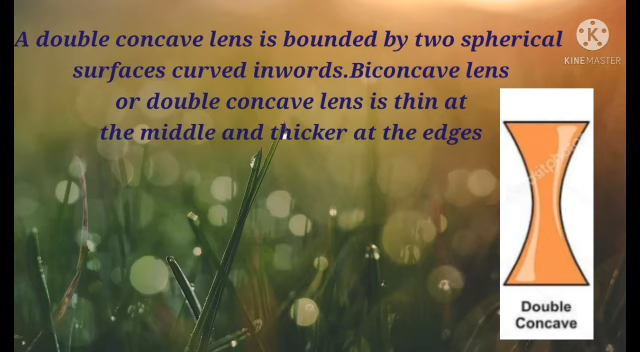 A double concave lens is bounded by two spherical
surfaces curved inwords.Biconcave lens
or double concave lens is thin at
the middle and thicker at the edges
KINEMASTER
Double
Concave